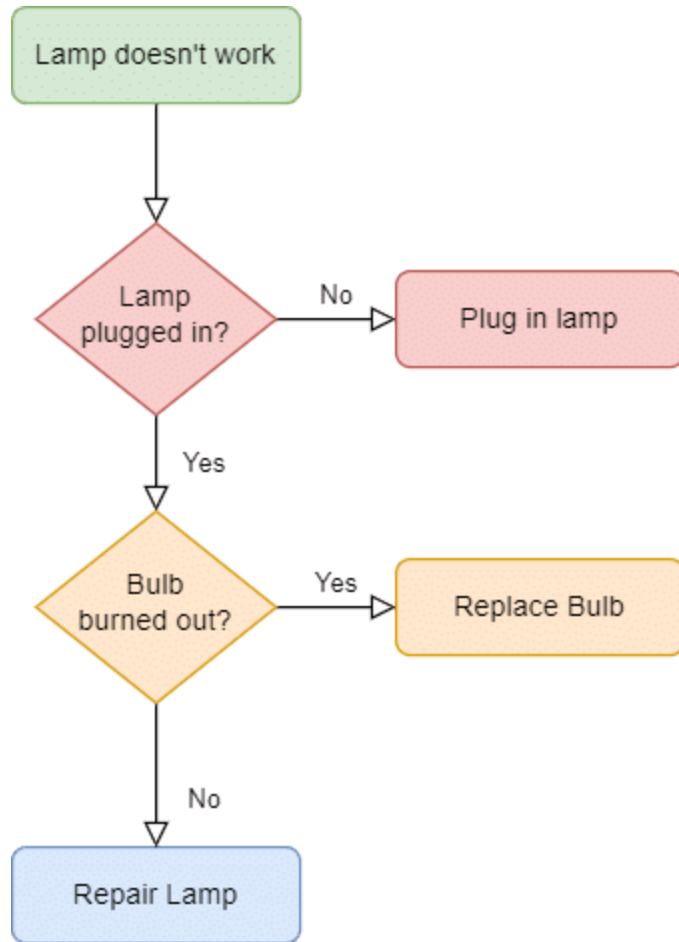 Lamp doesn't work
Lamp
plugged in?
No
Plug in lamp
Yes
Bulb
burned out?
Yes
Replace Bulb
No
Repair Lamp